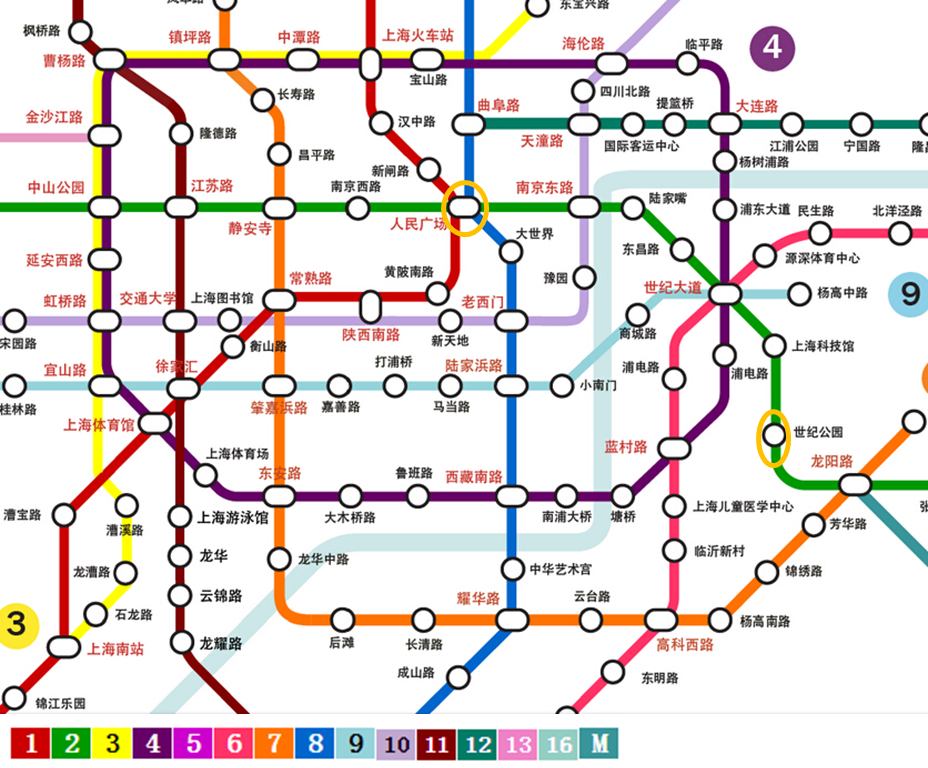 枫桥路
东宝兴路
镇坪路
中潭路
上海火车站
海伦路
临平路
4
曹杨路
宝山路
长寿路
四川北路
金沙江路
隆德路
汉中路
曲阜路
提篮桥
大连路
天潼路
国际客运中心
江浦公园
宁国路
昌平路
新闸路
杨树浦路
中山公园
江苏路
南京西路
南京东路
陆家嘴
静安寺
人民广场
浦东大道
民生路
北洋泾路
大世界
东昌路
源深体育中心
延安西路
黄陂南路
豫园
常熟路
世纪大道
杨高中路
9
虹桥路
交通大学
上海图书馆
老西门
宋园路
陕西南路
新天地
商城路
衡山路
上海科技馆
宜山路
徐家汇
打浦桥
陆家浜路
浦电路
浦电路
桂林路
肇嘉浜路
嘉善路
马当路
小南门
上海体育馆
世纪公园
上海体育场
蓝村路
龙阳路
东安路
鲁班路
西藏南路
漕宝路
漕溪路
上海游泳馆
大木桥路
南浦大桥
塘桥
上海儿童医学中心
张
芳华路
龙华
龙华中路
临沂新村
龙漕路
中华艺术宫
锦绣路
云锦路
3
石龙路
耀华路
云台路
杨高南路
上海南站
龙耀路
后滩
长清路
高科西路
成山路
东明路
锦江乐园
1 2 3 4 5 6 7 8 9 10 11 12 13 16 M